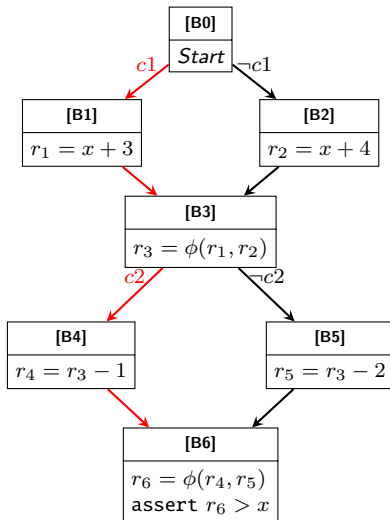 [B0]
Start
c1 ¬c1
[B1] [B2]
r₁ = x + 3 r₂ = x + 4
[B3]
r₃ = ϕ(r₁, r₂)
c2 ¬c2
[B4] [B5]
r₄ = r₃ − 1 r₅ = r₃ − 2
[B6]
r₆ = ϕ(r₄, r₅)
assert r₆ > x